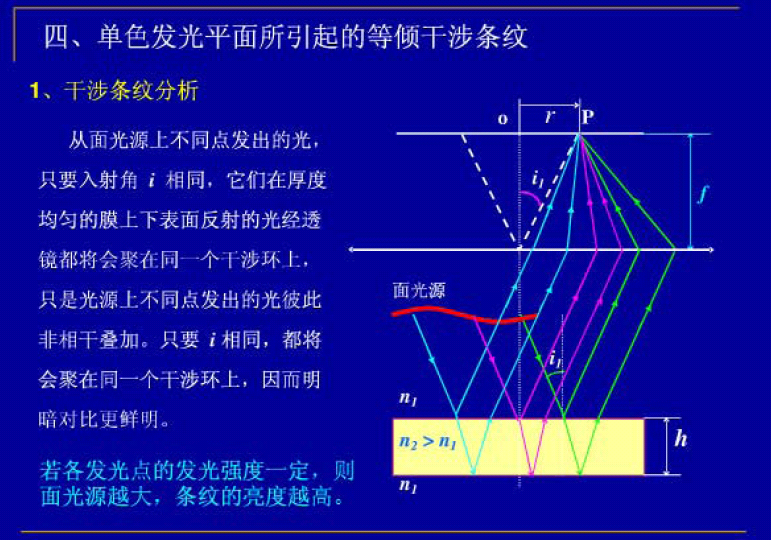 四、单色发光平面所引起的等倾干涉条纹
1、干涉条纹分析
从面光源上不同点发出的光，
只要入射角 i 相同，它们在厚度
均匀的膜上下表面反射的光经透
镜都将会聚在同一个干涉环上，
只是光源上不同点发出的光彼此
非相干叠加。只要 i 相同，都将
会聚在同一个干涉环上，因而明
暗对比更鲜明。
若各发光点的发光强度一定，则
面光源越大，条纹的亮度越高。
o r P
i₁
f
面光源
i₁
n₁
n₂ > n₁
h
n₁